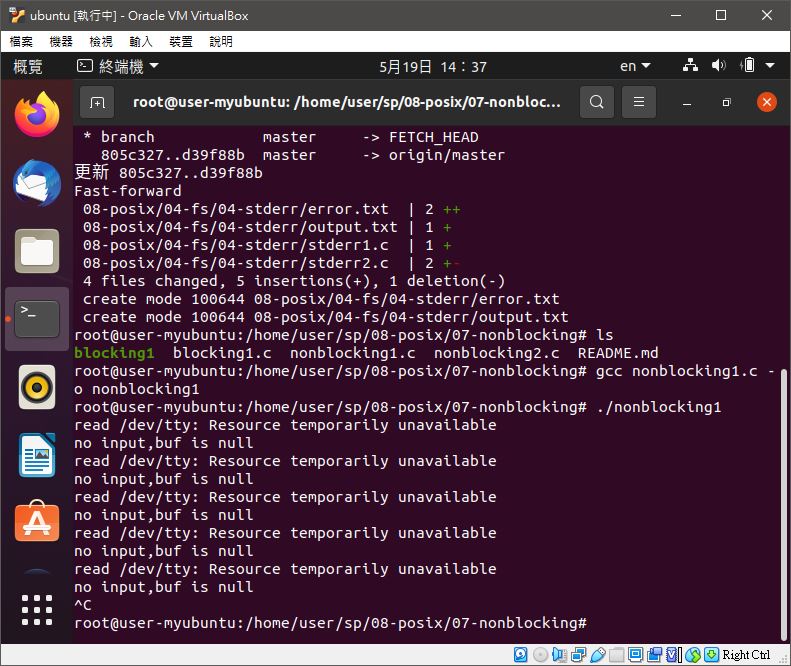 ubuntu [執行中] - Oracle VM VirtualBox
檔案 機器 檢視 輸入 裝置 說明
概覽 終端機 5月19日 14：37 en
root@user-myubuntu: /home/user/sp/08-posix/07-nonbloc...
 * branch            master     -> FETCH_HEAD
   805c327..d39f88b  master     -> origin/master
更新 805c327..d39f88b
Fast-forward
 08-posix/04-fs/04-stderr/error.txt  | 2 ++
 08-posix/04-fs/04-stderr/output.txt | 1 +
 08-posix/04-fs/04-stderr/stderr1.c  | 1 +
 08-posix/04-fs/04-stderr/stderr2.c  | 2 +-
 4 files changed, 5 insertions(+), 1 deletion(-)
 create mode 100644 08-posix/04-fs/04-stderr/error.txt
 create mode 100644 08-posix/04-fs/04-stderr/output.txt
root@user-myubuntu:/home/user/sp/08-posix/07-nonblocking# ls
blocking1  blocking1.c  nonblocking1.c  nonblocking2.c  README.md
root@user-myubuntu:/home/user/sp/08-posix/07-nonblocking# gcc nonblocking1.c -
o nonblocking1
root@user-myubuntu:/home/user/sp/08-posix/07-nonblocking# ./nonblocking1
read /dev/tty: Resource temporarily unavailable
no input,buf is null
read /dev/tty: Resource temporarily unavailable
no input,buf is null
read /dev/tty: Resource temporarily unavailable
no input,buf is null
read /dev/tty: Resource temporarily unavailable
no input,buf is null
read /dev/tty: Resource temporarily unavailable
no input,buf is null
^C
root@user-myubuntu:/home/user/sp/08-posix/07-nonblocking#
Right Ctrl